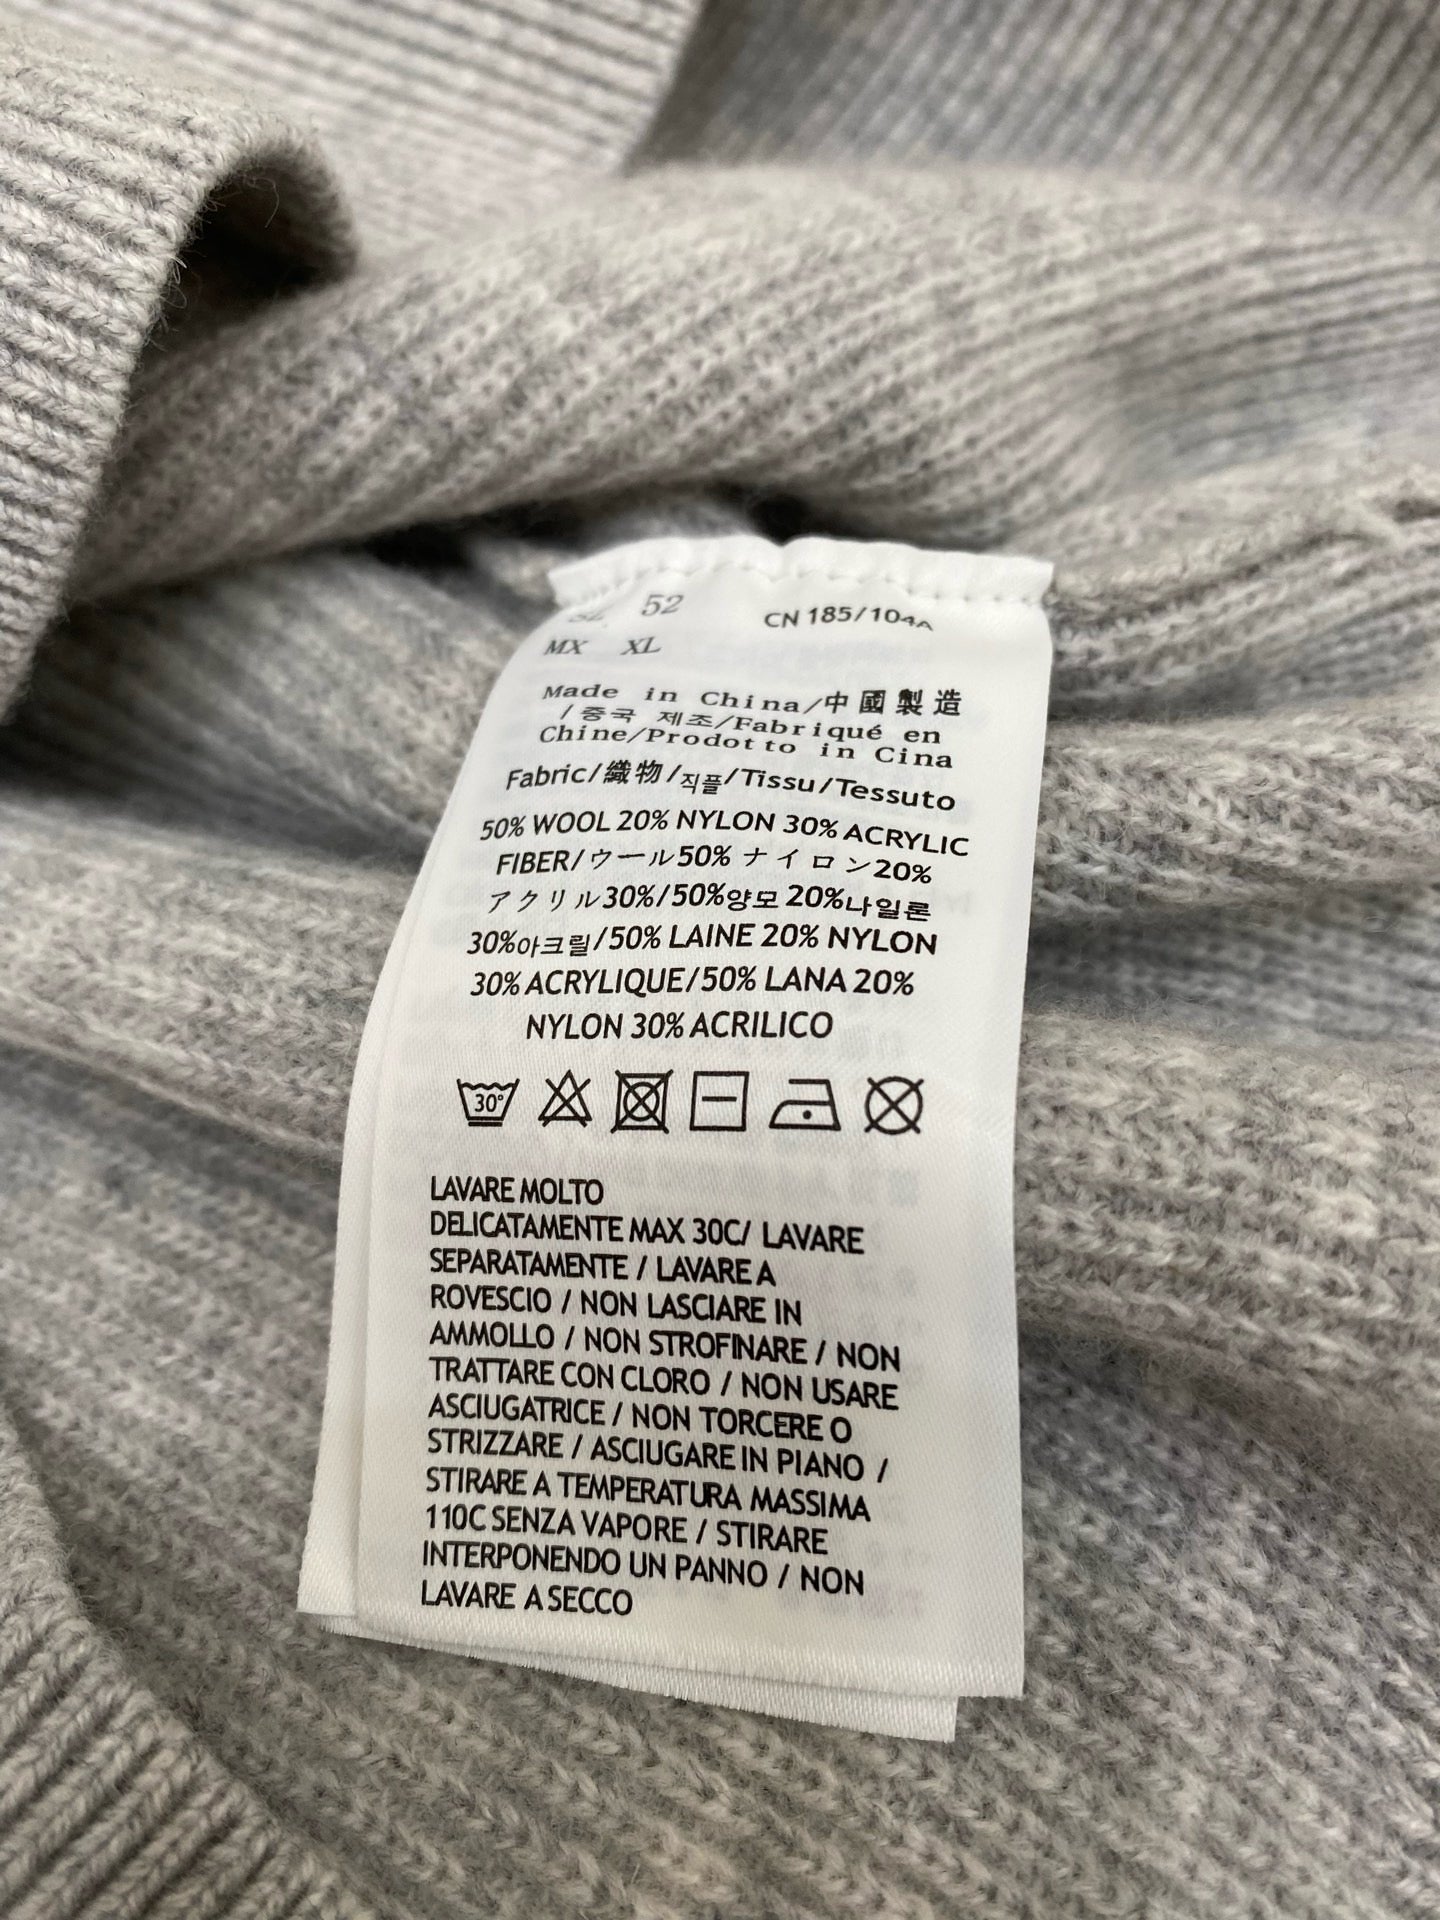 52 CN 185/104A
MX XL
Made in China/中國製造
/중국 제조/Fabriqué en
Chine/Prodotto in Cina
Fabric/織物/직플/Tissu/Tessuto
50% WOOL 20% NYLON 30% ACRYLIC
FIBER/ウール50% ナイロン20%
アクリル30%/50%양모 20%나일론
30%아크릴/50% LAINE 20% NYLON
30% ACRYLIQUE/50% LANA 20%
NYLON 30% ACRILICO
30°
LAVARE MOLTO
DELICATAMENTE MAX 30C/ LAVARE
SEPARATAMENTE / LAVARE A
ROVESCIO / NON LASCIARE IN
AMMOLLO / NON STROFINARE / NON
TRATTARE CON CLORO / NON USARE
ASCIUGATRICE / NON TORCERE O
STRIZZARE / ASCIUGARE IN PIANO /
STIRARE A TEMPERATURA MASSIMA
110C SENZA VAPORE / STIRARE
INTERPONENDO UN PANNO / NON
LAVARE A SECCO